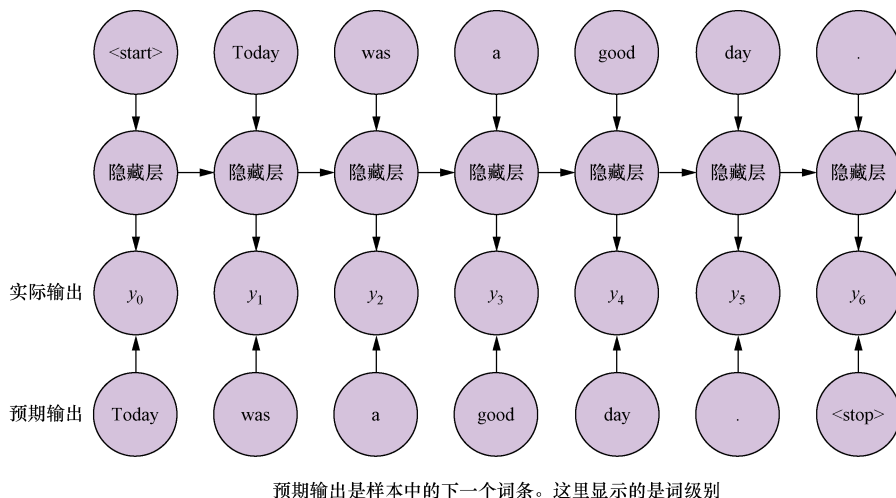 <start> Today was a good day .
隐藏层 隐藏层 隐藏层 隐藏层 隐藏层 隐藏层 隐藏层
实际输出 y0 y1 y2 y3 y4 y5 y6
预期输出 Today was a good day . <stop>
预期输出是样本中的下一个词条。这里显示的是词级别